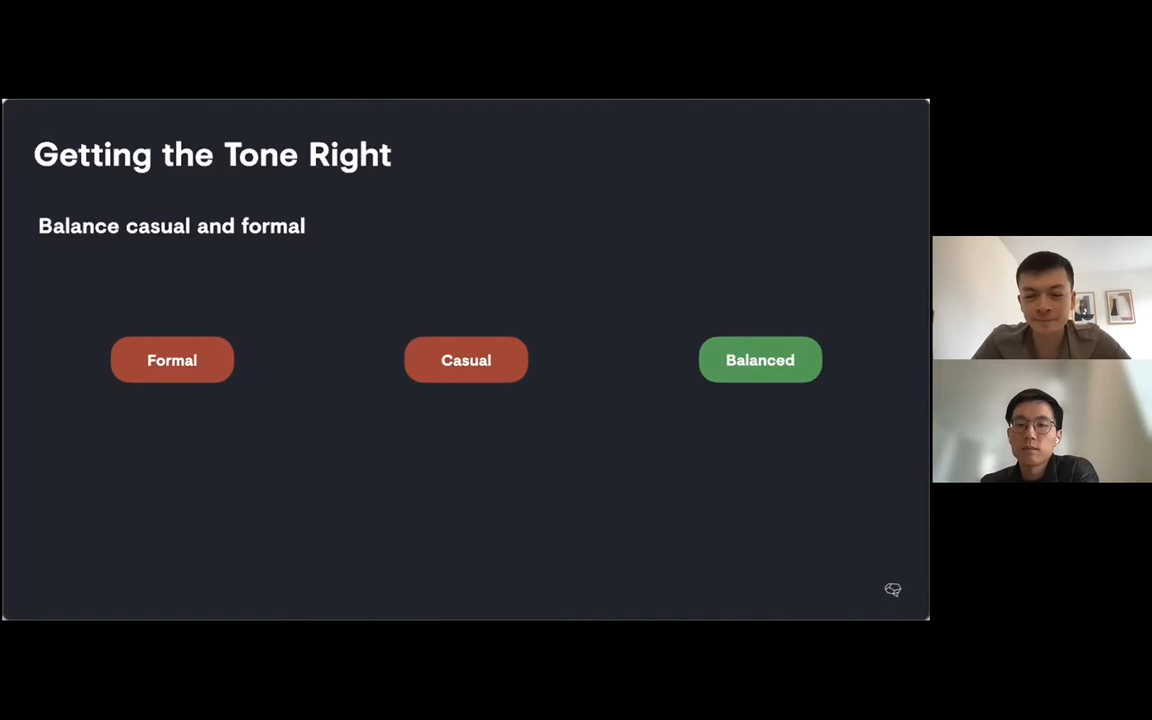 Getting the Tone Right
Balance casual and formal
Formal
Casual
Balanced